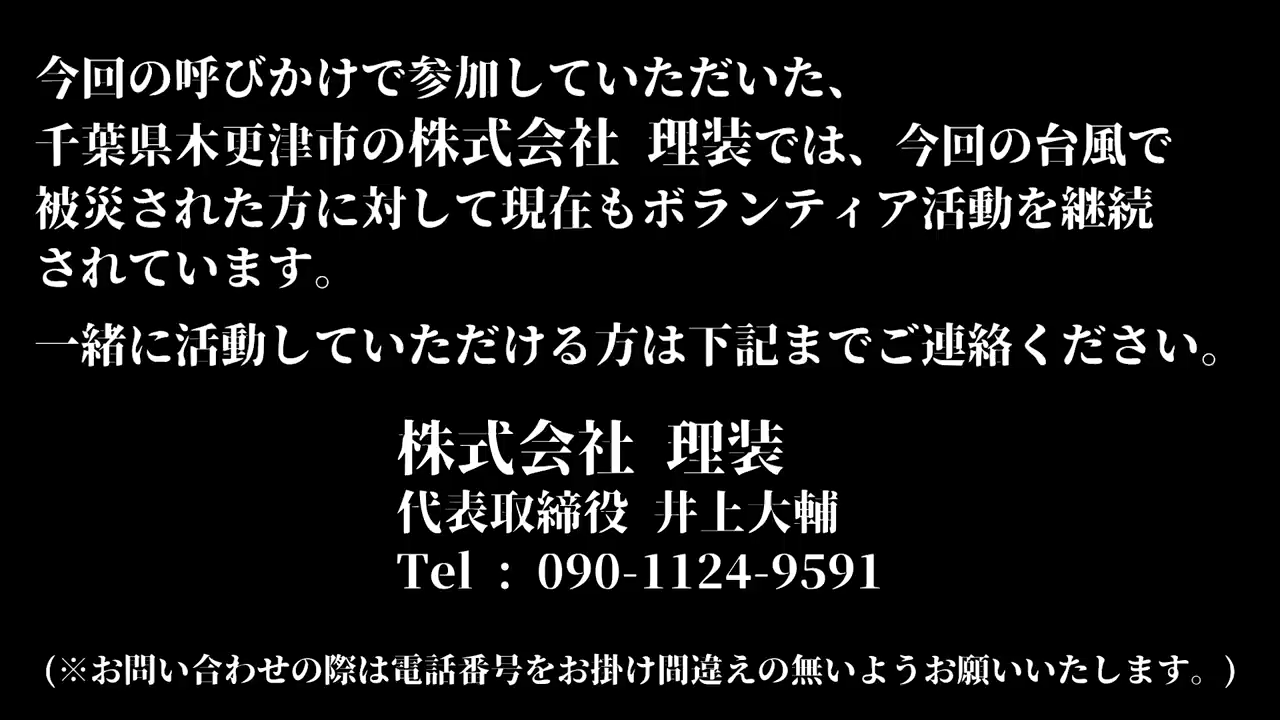 今回の呼びかけで参加していただいた、
千葉県木更津市の株式会社 理装では、今回の台風で
被災された方に対して現在もボランティア活動を継続
されています。
一緒に活動していただける方は下記までご連絡ください。
株式会社 理装
代表取締役 井上大輔
Tel : 090-1124-9591
(※お問い合わせの際は電話番号をお掛け間違えの無いようお願いいたします。)